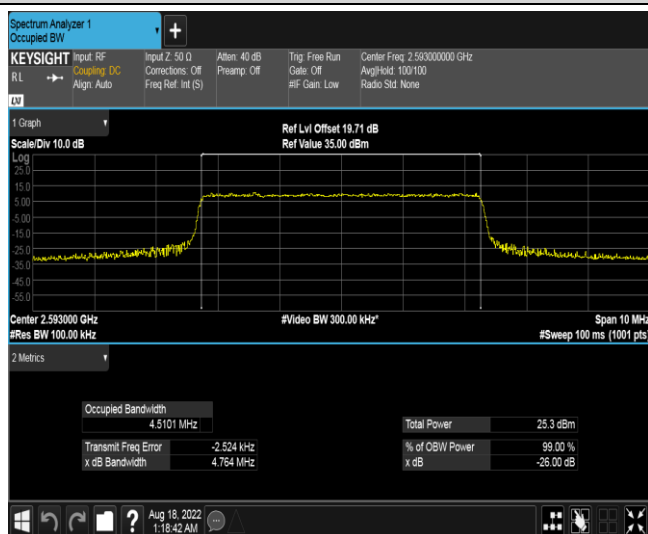 Spectrum Analyzer 1
Occupied BW
+
KEYSIGHT
RL
LXI
Input: RF
Coupling: DC
Align: Auto
Input Z: 50 Ω
Corrections: Off
Freq Ref: Int (S)
Atten: 40 dB
Preamp: Off
Trig: Free Run
Gate: Off
#IF Gain: Low
Center Freq: 2.593000000 GHz
Avg|Hold: 100/100
Radio Std: None
1 Graph
Scale/Div 10.0 dB
Ref Lvl Offset 19.71 dB
Ref Value 35.00 dBm
Log
25.0
15.0
5.00
-5.00
-15.0
-25.0
-35.0
-45.0
-55.0
Center 2.593000 GHz
#Res BW 100.00 kHz
#Video BW 300.00 kHz*
Span 10 MHz
#Sweep 100 ms (1001 pts)
2 Metrics
Occupied Bandwidth
4.5101 MHz
Total Power 25.3 dBm
Transmit Freq Error -2.524 kHz
% of OBW Power 99.00 %
x dB Bandwidth 4.764 MHz
x dB -26.00 dB
?
Aug 18, 2022
1:18:42 AM